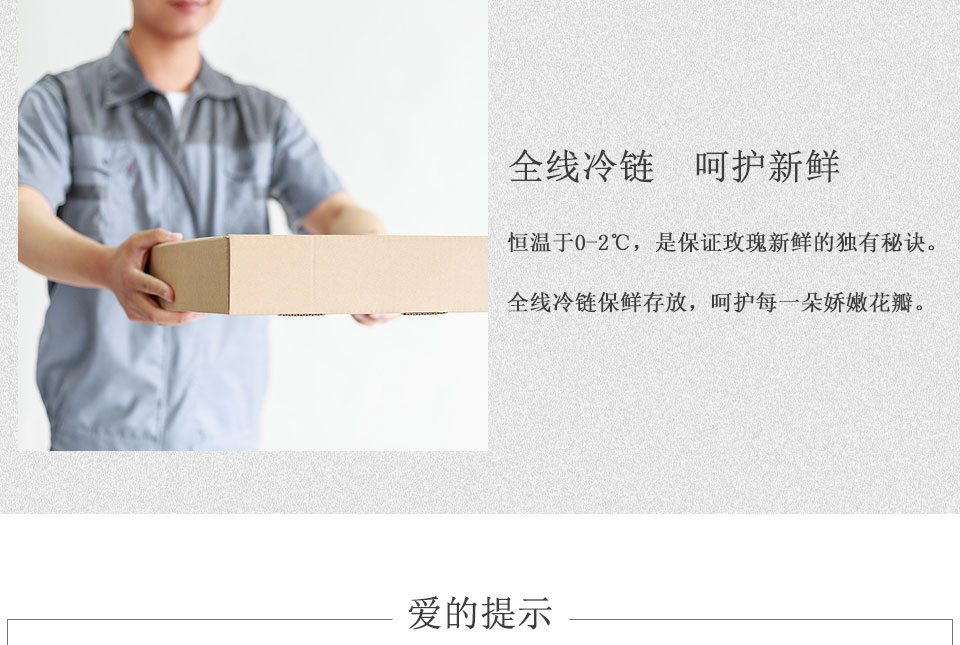 全线冷链 呵护新鲜
恒温于0-2℃，是保证玫瑰新鲜的独有秘诀。
全线冷链保鲜存放，呵护每一朵娇嫩花瓣。
爱的提示